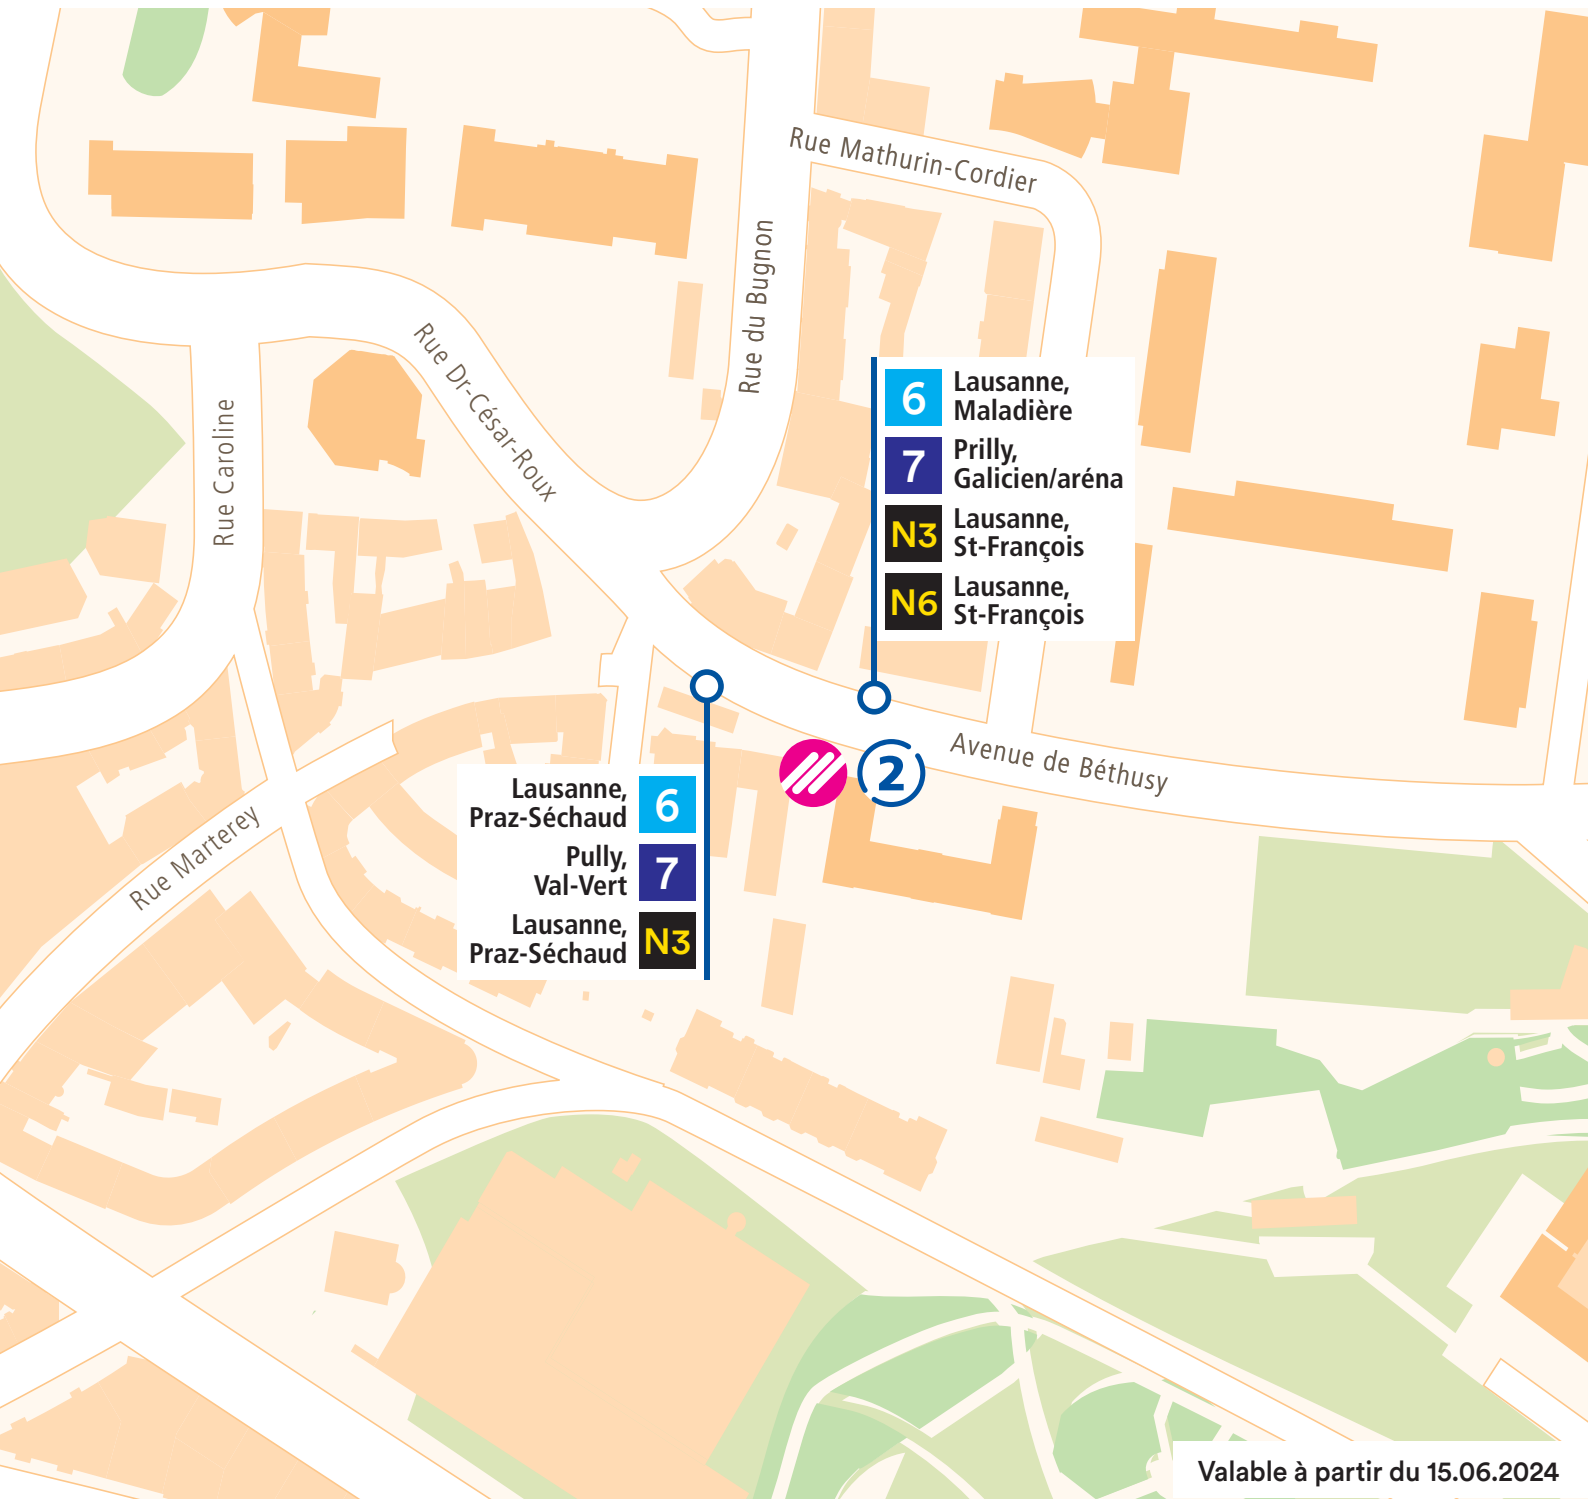 Rue Mathurin-Cordier
Rue du Bugnon
Rue Dr-César-Roux
Rue Caroline
6 Lausanne,
Maladière
7 Prilly,
Galicien/aréna
N3 Lausanne,
St-François
N6 Lausanne,
St-François
Avenue de Béthusy
2
Lausanne,
Praz-Séchaud 6
Pully,
Val-Vert 7
Lausanne,
Praz-Séchaud N3
Rue Marterey
Valable à partir du 15.06.2024